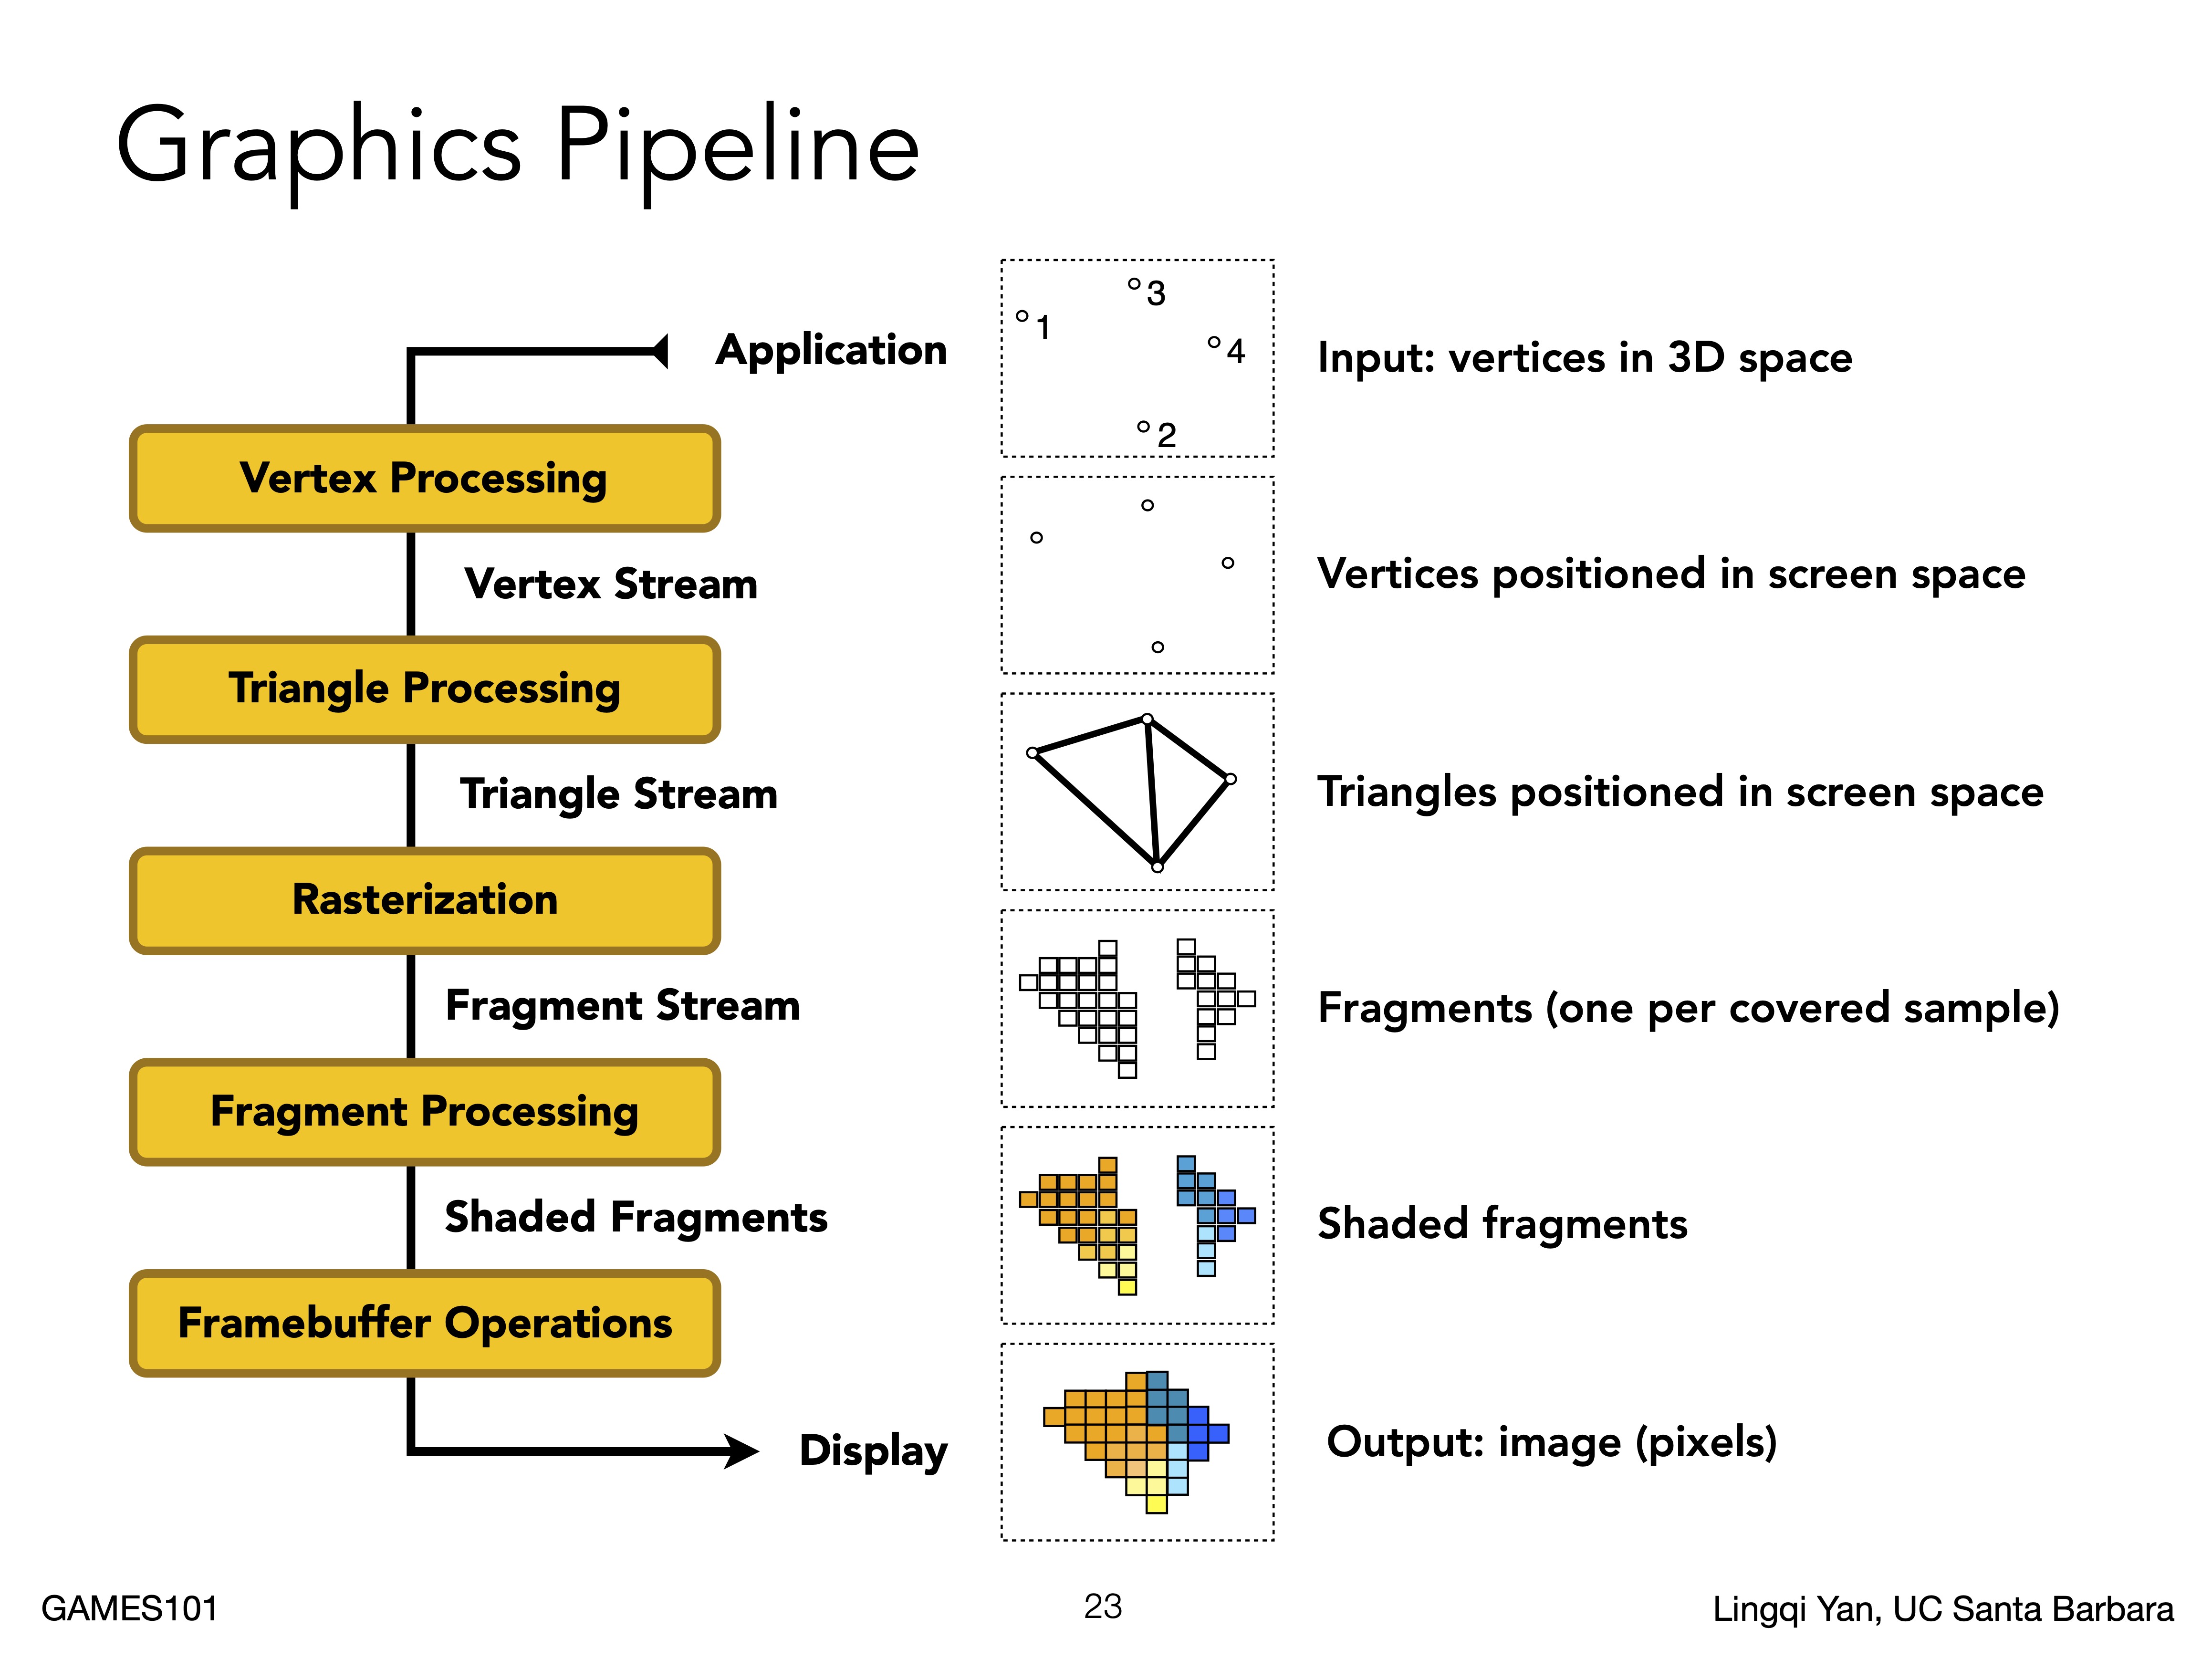 Graphics Pipeline
Application
Vertex Processing
Vertex Stream
Triangle Processing
Triangle Stream
Rasterization
Fragment Stream
Fragment Processing
Shaded Fragments
Framebuffer Operations
Display
3
1
4
2
Input: vertices in 3D space
Vertices positioned in screen space
Triangles positioned in screen space
Fragments (one per covered sample)
Shaded fragments
Output: image (pixels)
GAMES101
23
Lingqi Yan, UC Santa Barbara